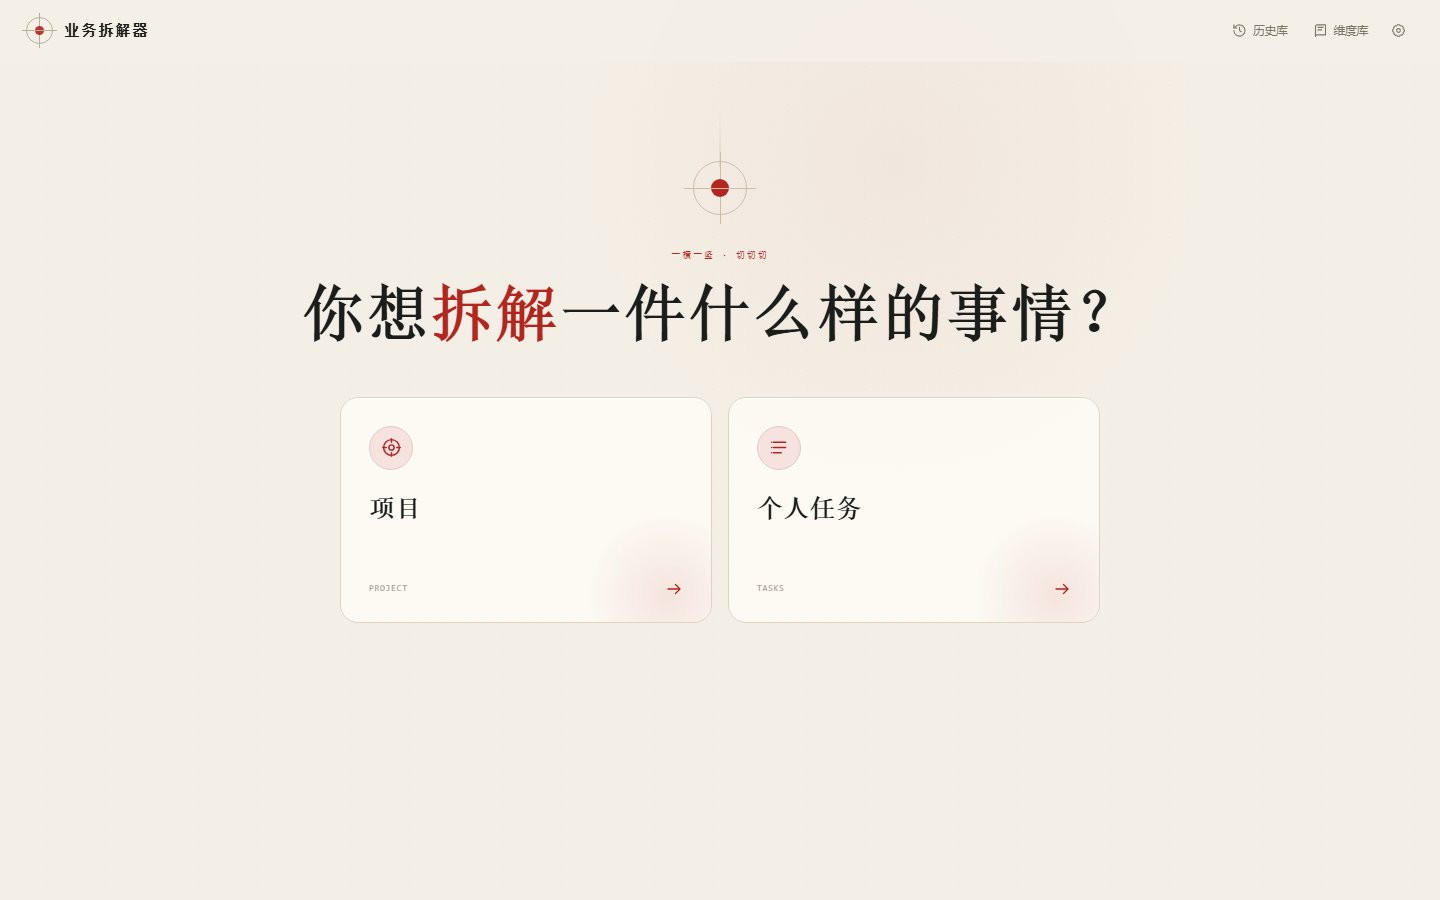 业务拆解器
历史库
维度库
一横一竖 · 切切切
你想拆解一件什么样的事情？
项目
PROJECT
个人任务
TASKS